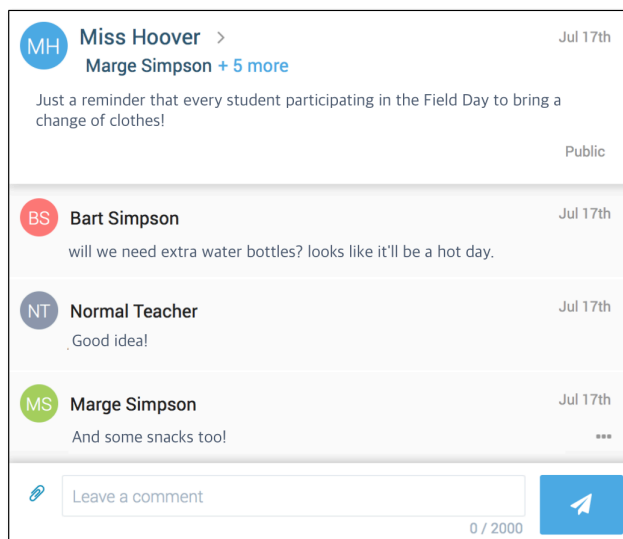 MH
Miss Hoover >
Jul 17th
Marge Simpson + 5 more
Just a reminder that every student participating in the Field Day to bring a
change of clothes!
Public
BS
Bart Simpson
Jul 17th
will we need extra water bottles? looks like it'll be a hot day.
NT
Normal Teacher
Jul 17th
Good idea!
MS
Marge Simpson
Jul 17th
And some snacks too!
Leave a comment
0 / 2000